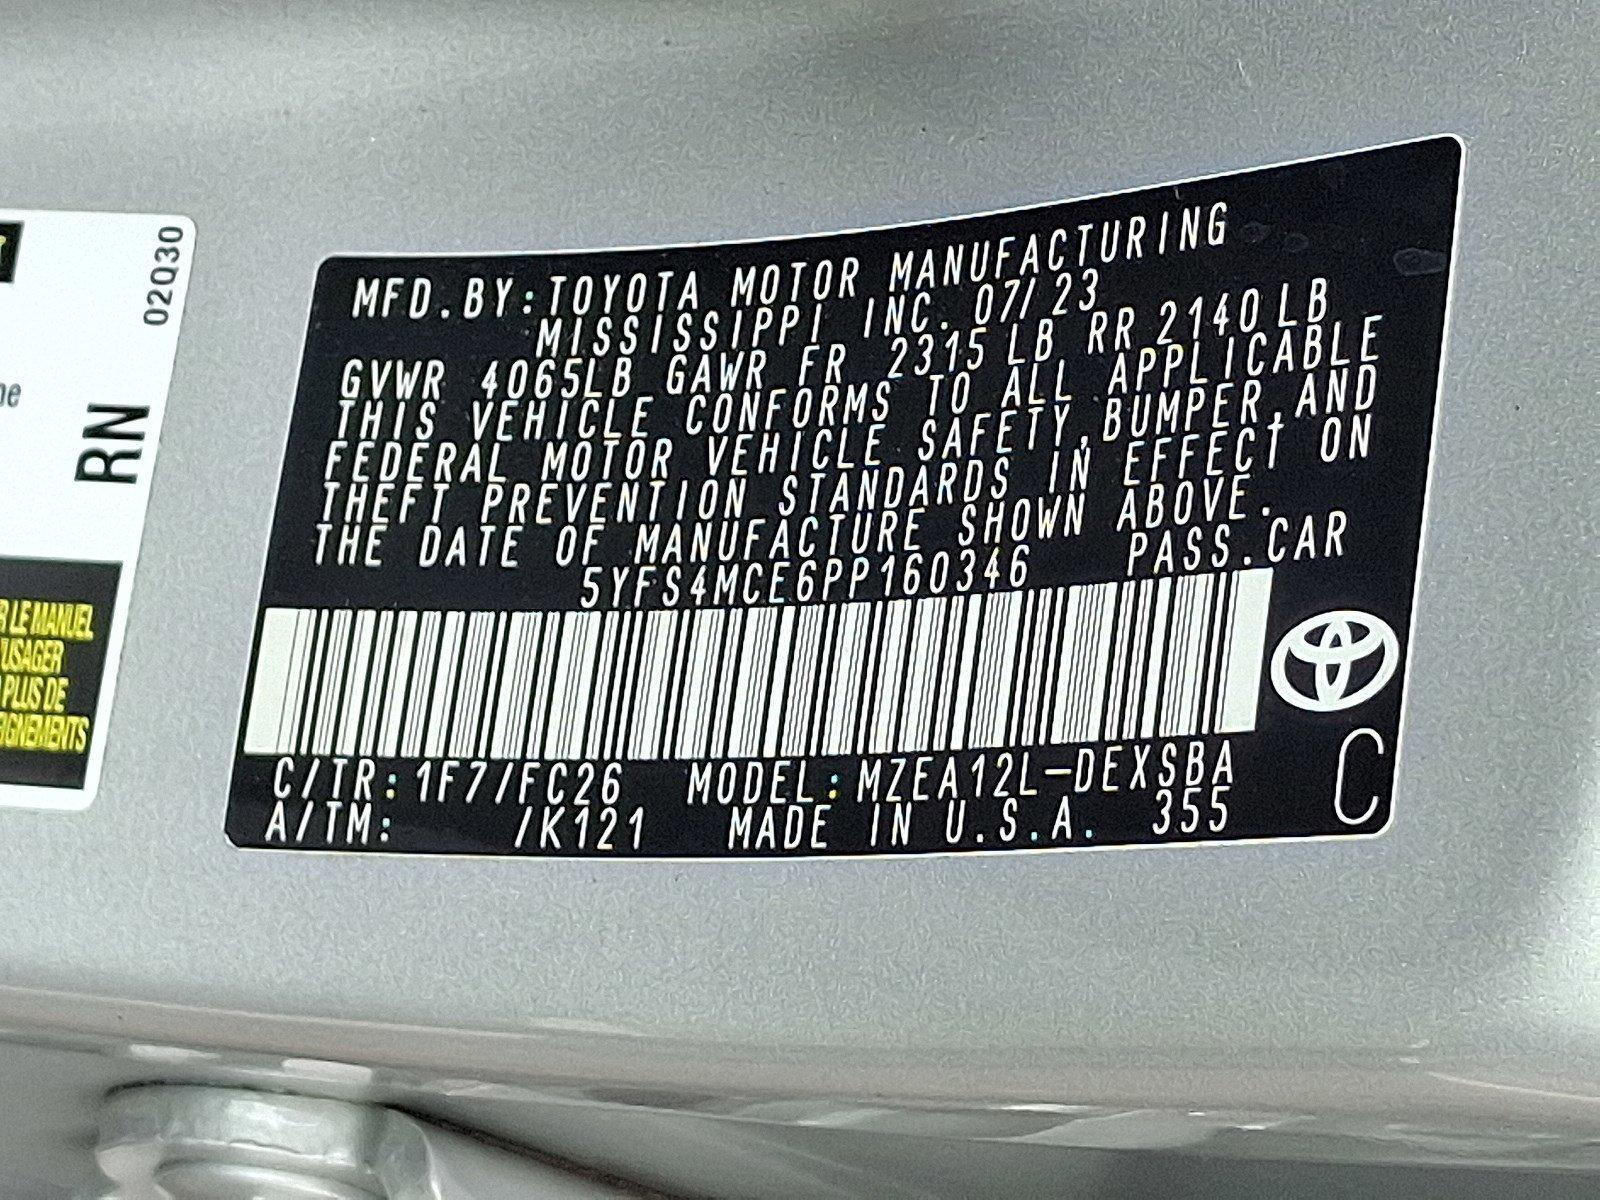 02Q30
RN
R LE MANUEL
'USAGER
PLUS DE
MFD.BY:TOYOTA MOTOR MANUFACTURING
MISSISSIPPI INC. 07/23
GVWR 4065LB GAWR FR 2315 LB RR 2140 LB
THIS VEHICLE CONFORMS TO ALL APPLICABLE
FEDERAL MOTOR VEHICLE SAFETY,BUMPER,AND
THEFT PREVENTION STANDARDS IN EFFECT ON
THE DATE OF MANUFACTURE SHOWN ABOVE.
5YFS4MCE6PP160346 PASS.CAR
C/TR:1F7/FC26 MODEL:MZEA12L-DEXSBA
A/TM: /K121 MADE IN U.S.A. 355
C